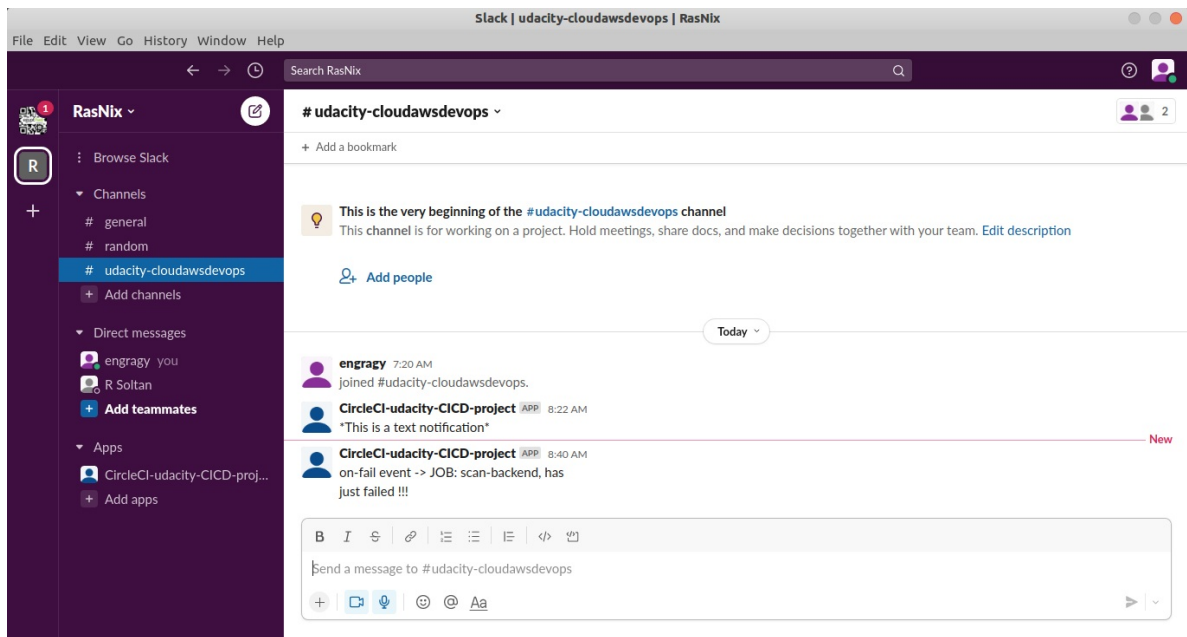 Slack | udacity-cloudawsdevops | RasNix
File Edit View Go History Window Help
Search RasNix
1
RasNix
# udacity-cloudawsdevops
2
+ Add a bookmark
R
Browse Slack
Channels
# general
# random
# udacity-cloudawsdevops
+ Add channels
Direct messages
engragy you
R Soltan
+ Add teammates
Apps
CircleCI-udacity-CICD-proj...
+ Add apps
This is the very beginning of the #udacity-cloudawsdevops channel
This channel is for working on a project. Hold meetings, share docs, and make decisions together with your team. Edit description
Add people
Today
engragy 7:20 AM
joined #udacity-cloudawsdevops.
CircleCI-udacity-CICD-project APP 8:22 AM
*This is a text notification*
New
CircleCI-udacity-CICD-project APP 8:40 AM
on-fail event -> JOB: scan-backend, has
just failed !!!
B I S
Send a message to #udacity-cloudawsdevops
+ @ Aa